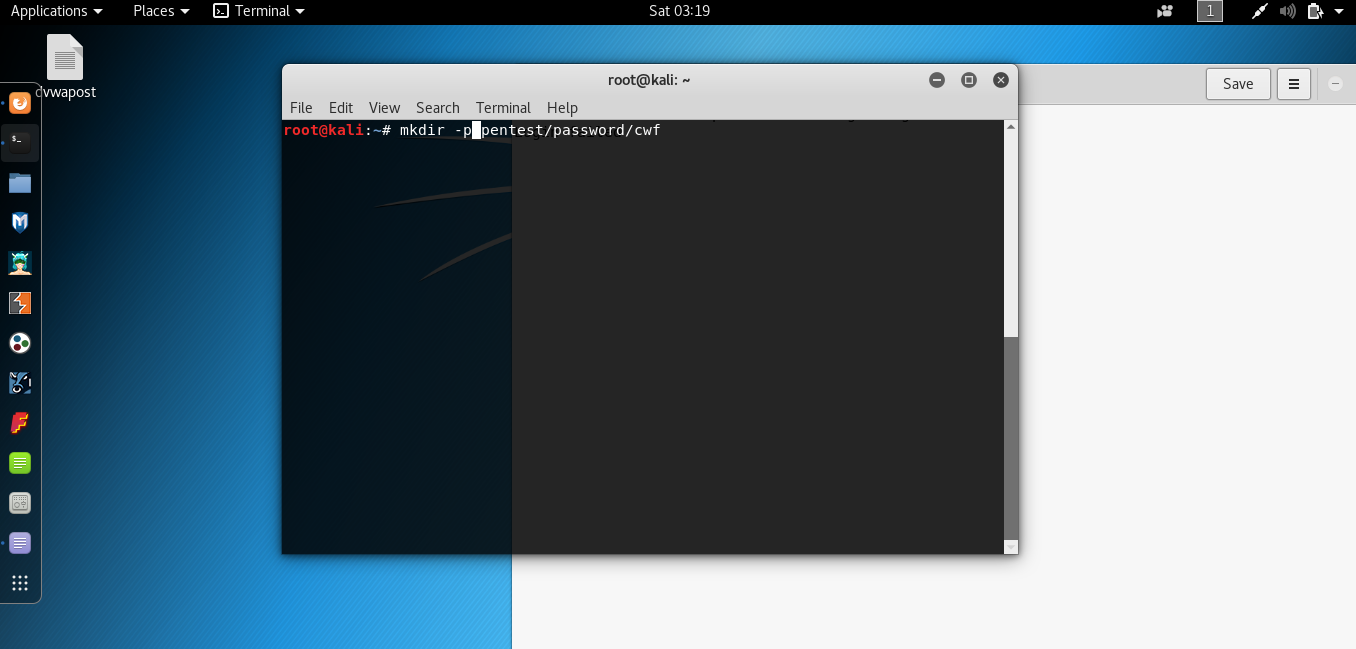 Applications Places Terminal Sat 03:19 1
dvwapost
root@kali: ~
Save
File Edit View Search Terminal Help
root@kali:~# mkdir -p pentest/password/cwf